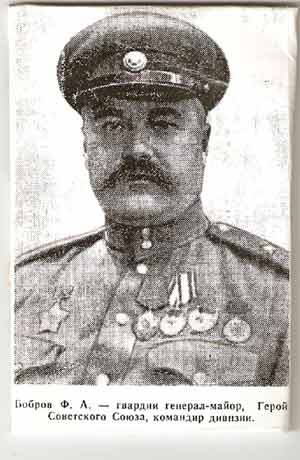 Бобров Ф. А. — гвардии генерал-майор, Герой
Советского Союза, командир дивизии.